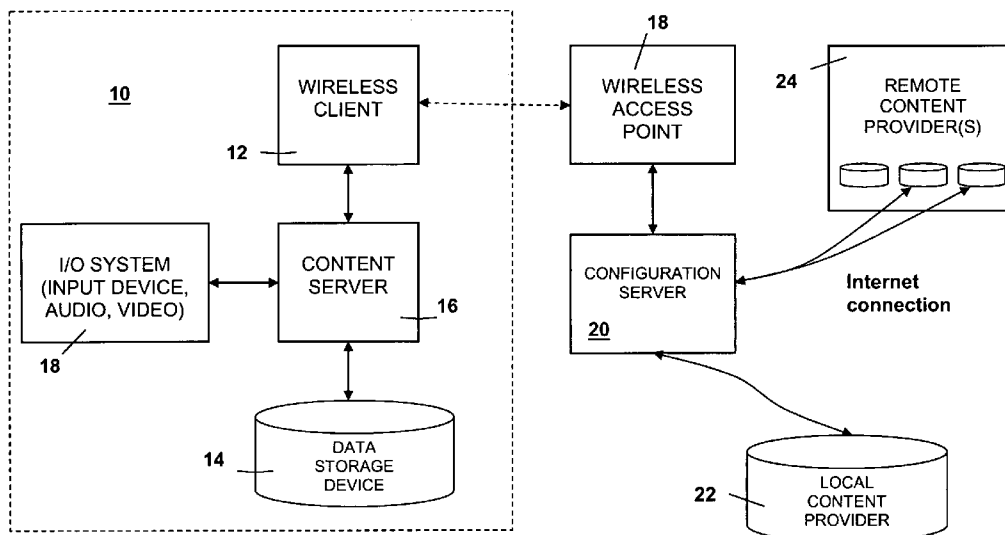 10
WIRELESS
CLIENT
12
18
WIRELESS
ACCESS
POINT
24
REMOTE
CONTENT
PROVIDER(S)
I/O SYSTEM
(INPUT DEVICE,
AUDIO, VIDEO)
18
CONTENT
SERVER
16
CONFIGURATION
SERVER
20
Internet
connection
14
DATA
STORAGE
DEVICE
22
LOCAL
CONTENT
PROVIDER